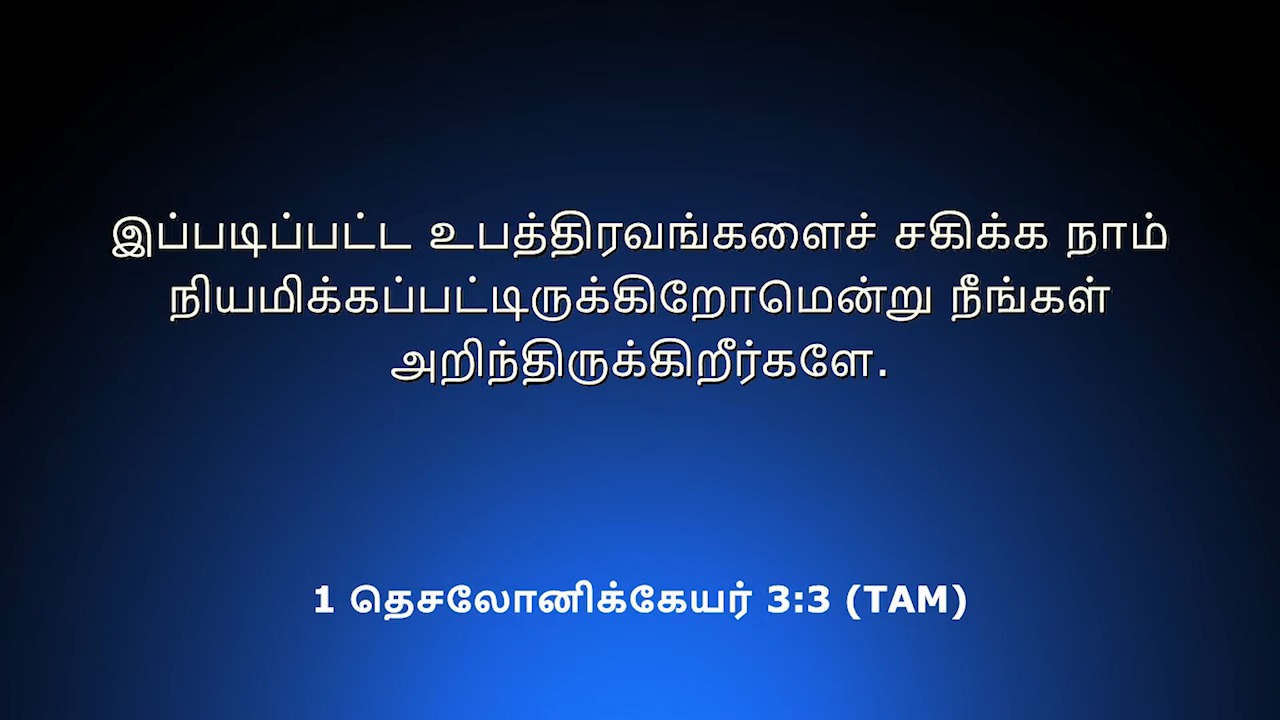 இப்படிப்பட்ட உபத்திரவங்களைச் சகிக்க நாம்
நியமிக்கப்பட்டிருக்கிறோமென்று நீங்கள்
அறிந்திருக்கிறீர்களே.
1 தெசலோனிக்கேயர் 3:3 (TAM)